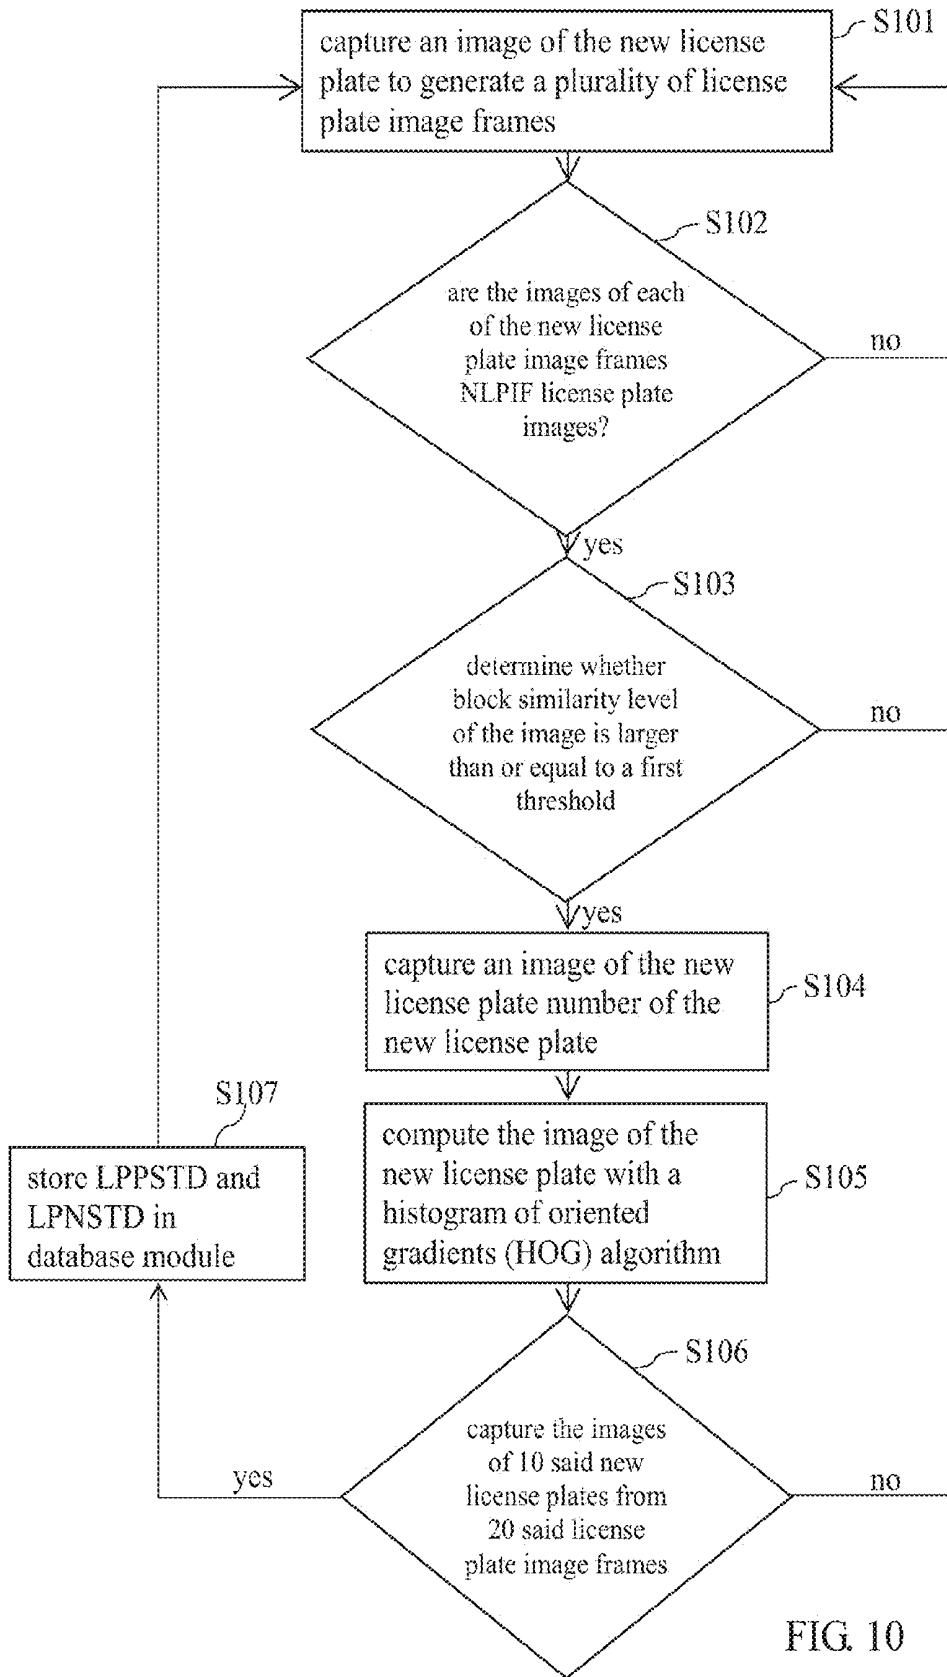 S101
capture an image of the new license
plate to generate a plurality of license
plate image frames
S102
are the images of each
of the new license
plate image frames
NLPIF license plate
images?
no
yes
S103
determine whether
block similarity level
of the image is larger
than or equal to a first
threshold
no
yes
capture an image of the new
license plate number of the
new license plate
S104
S107
store LPPSTD and
LPNSTD in
database module
compute the image of the
new license plate with a
histogram of oriented
gradients (HOG) algorithm
S105
S106
capture the images
of 10 said new
license plates from
20 said license
plate image frames
yes
no
FIG. 10